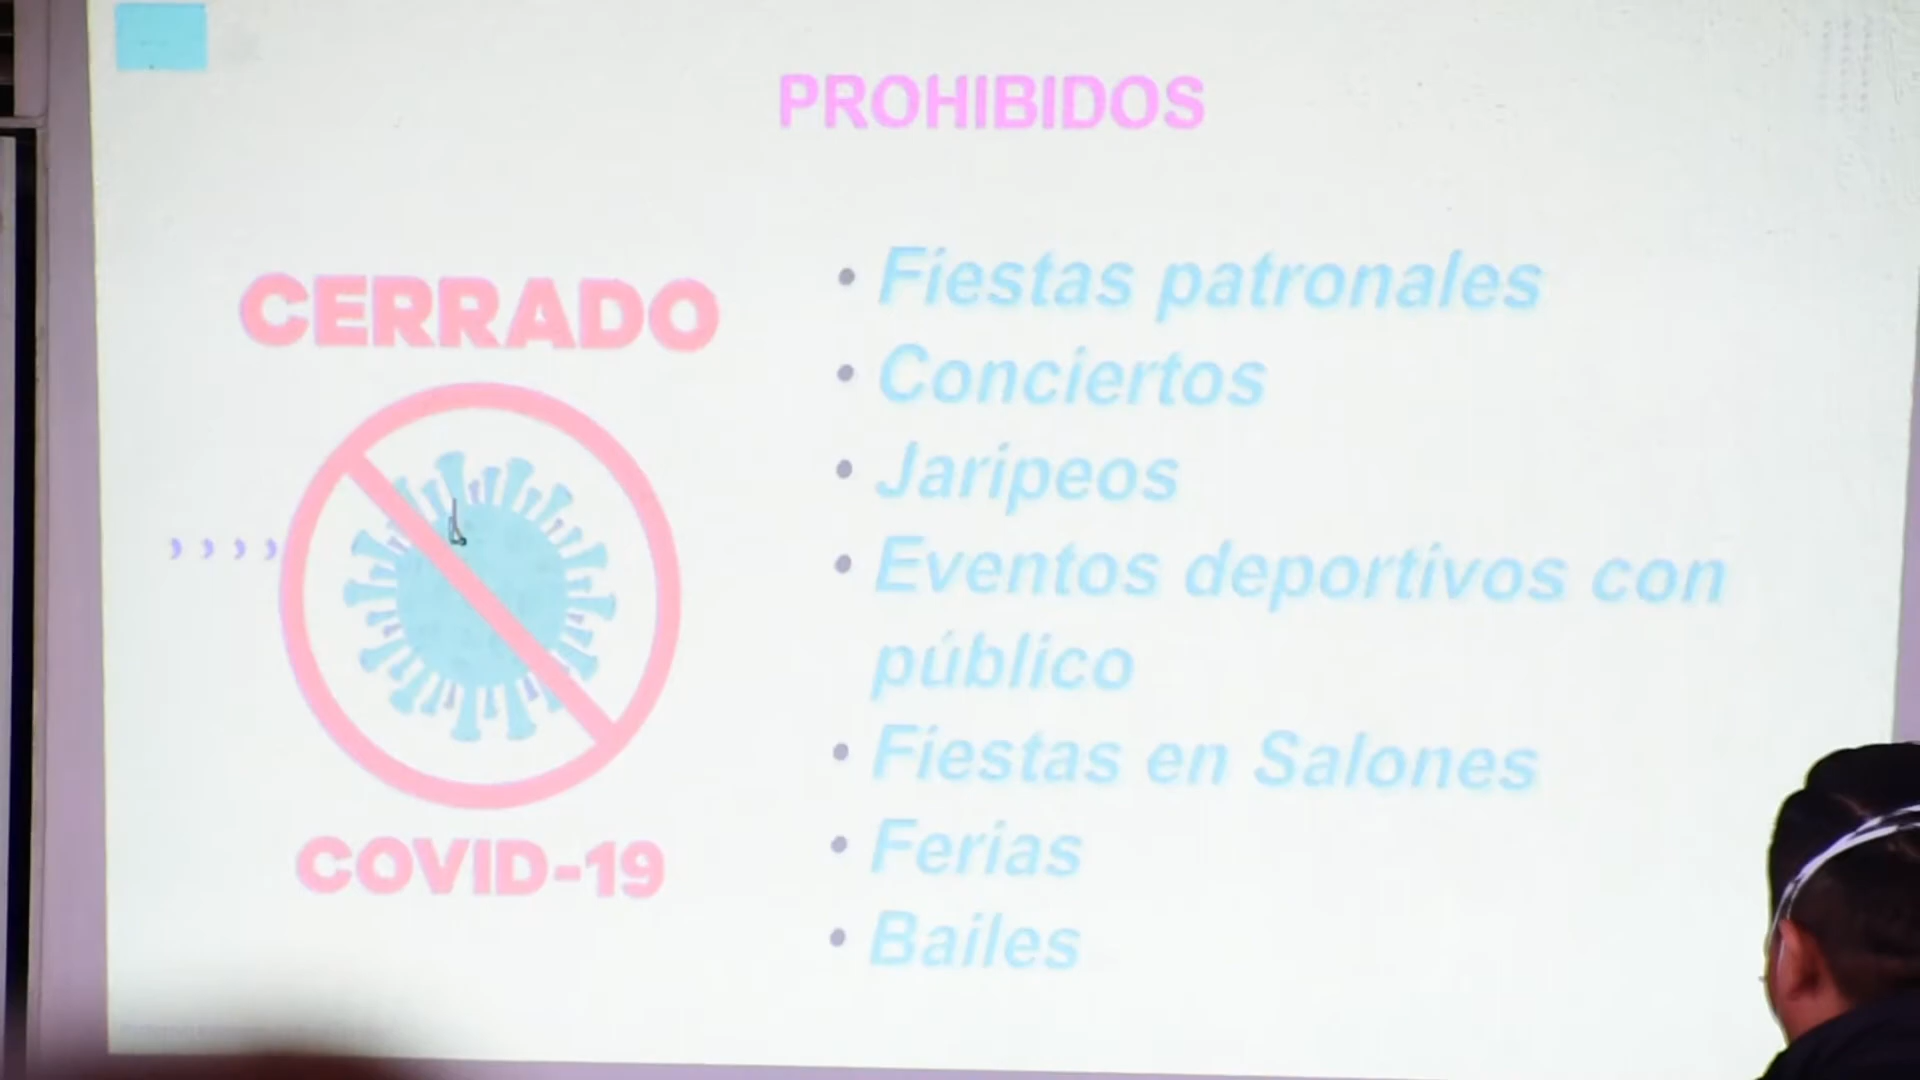 PROHIBIDOS
CERRADO
COVID-19
• Fiestas patronales
• Conciertos
• Jaripeos
• Eventos deportivos con
público
• Fiestas en Salones
• Ferias
• Bailes